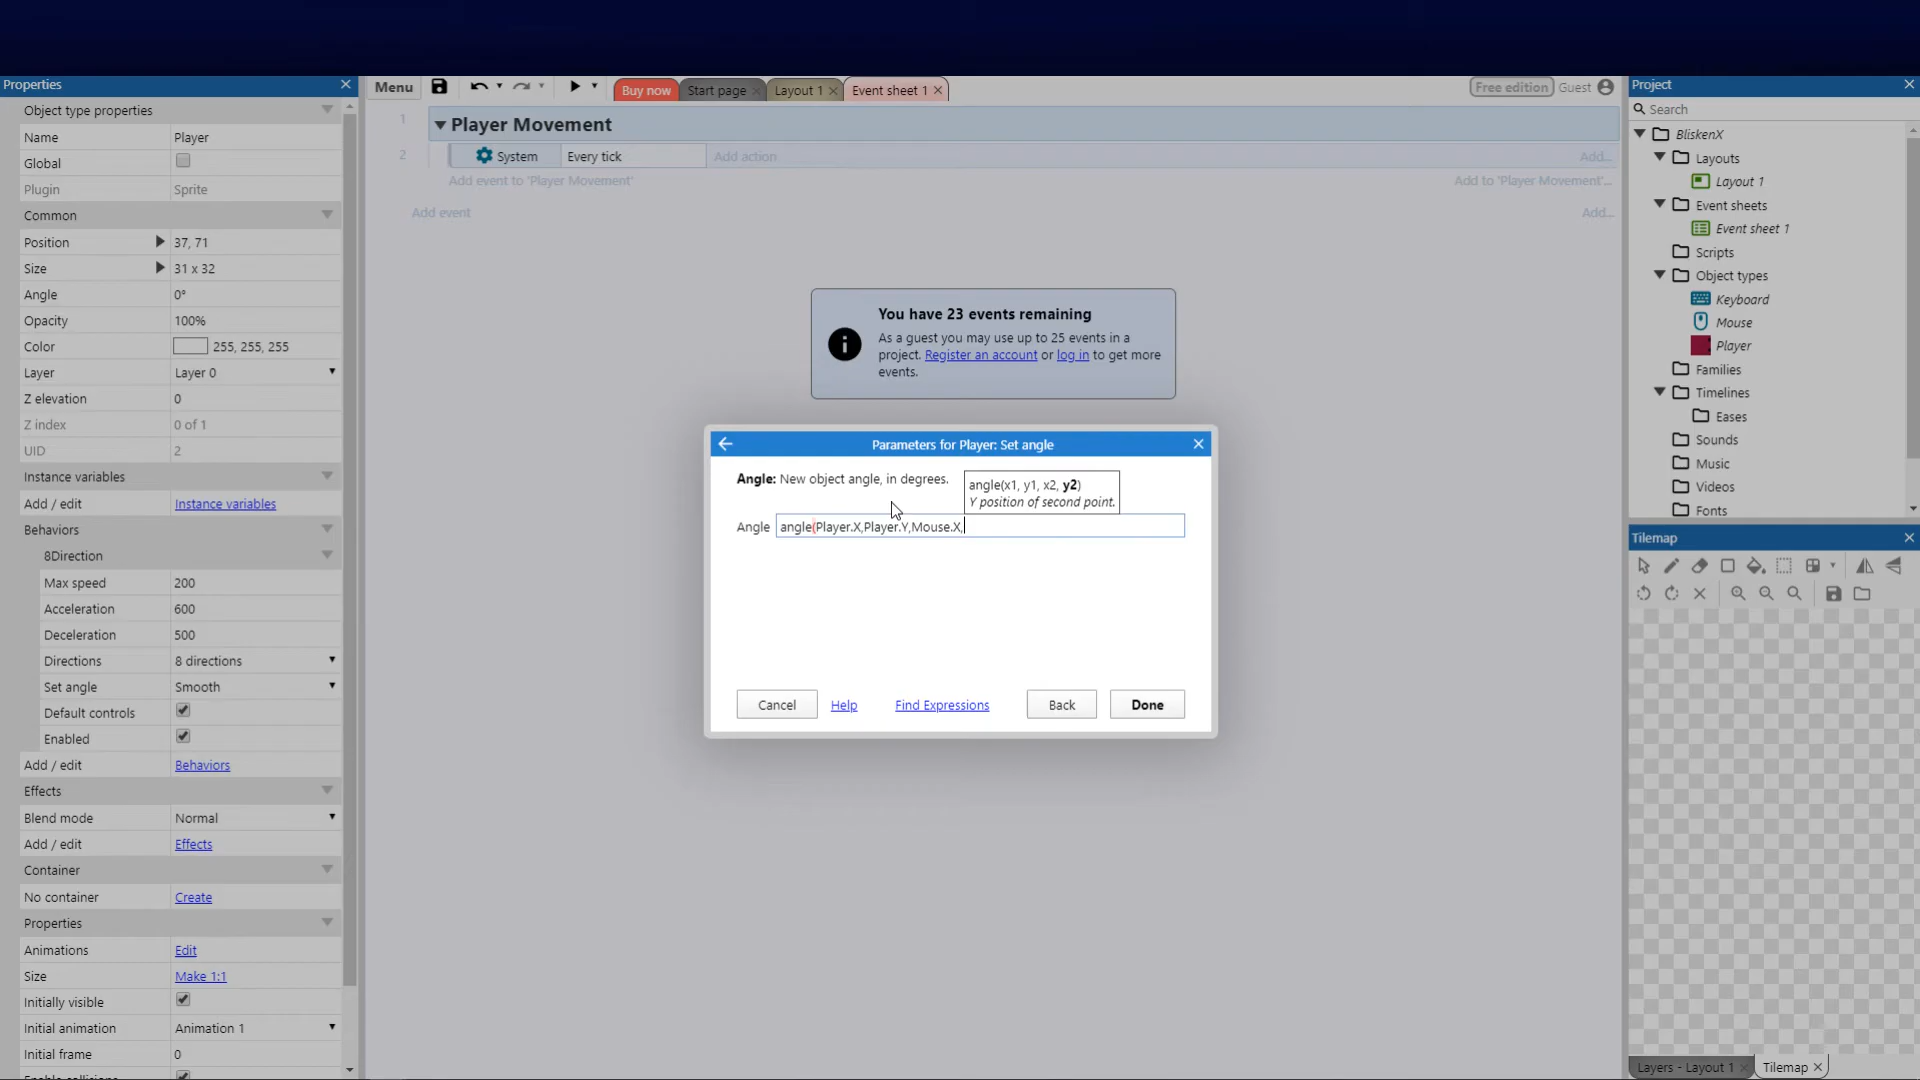 Properties
Object type properties
Name Player
Global
Plugin Sprite
Common
Position 37, 71
Size 31 x 32
Angle 0°
Opacity 100%
Color 255, 255, 255
Layer Layer 0
Z elevation 0
Z index 0 of 1
UID 2
Instance variables
Add / edit Instance variables
Behaviors
8Direction
Max speed 200
Acceleration 600
Deceleration 500
Directions 8 directions
Set angle Smooth
Default controls
Enabled
Add / edit Behaviors
Effects
Blend mode Normal
Add / edit Effects
Container
No container Create
Properties
Animations Edit
Size Make 1:1
Initially visible
Initial animation Animation 1
Initial frame 0
Enable collisions
Menu
Buy now
Start page
Layout 1
Event sheet 1
Free edition
Guest
1
Player Movement
2
System Every tick Add action Add...
Add event to 'Player Movement' Add to 'Player Movement'...
Add event Add...
You have 23 events remaining
As a guest you may use up to 25 events in a
project. Register an account or log in to get more
events.
Parameters for Player: Set angle
Angle: New object angle, in degrees.
angle(x1, y1, x2, y2)
Y position of second point.
Angle angle(Player.X,Player.Y,Mouse.X,
Cancel Help Find Expressions Back Done
Project
Search
BliskenX
Layouts
Layout 1
Event sheets
Event sheet 1
Scripts
Object types
Keyboard
Mouse
Player
Families
Timelines
Eases
Sounds
Music
Videos
Fonts
Tilemap
Layers - Layout 1
Tilemap